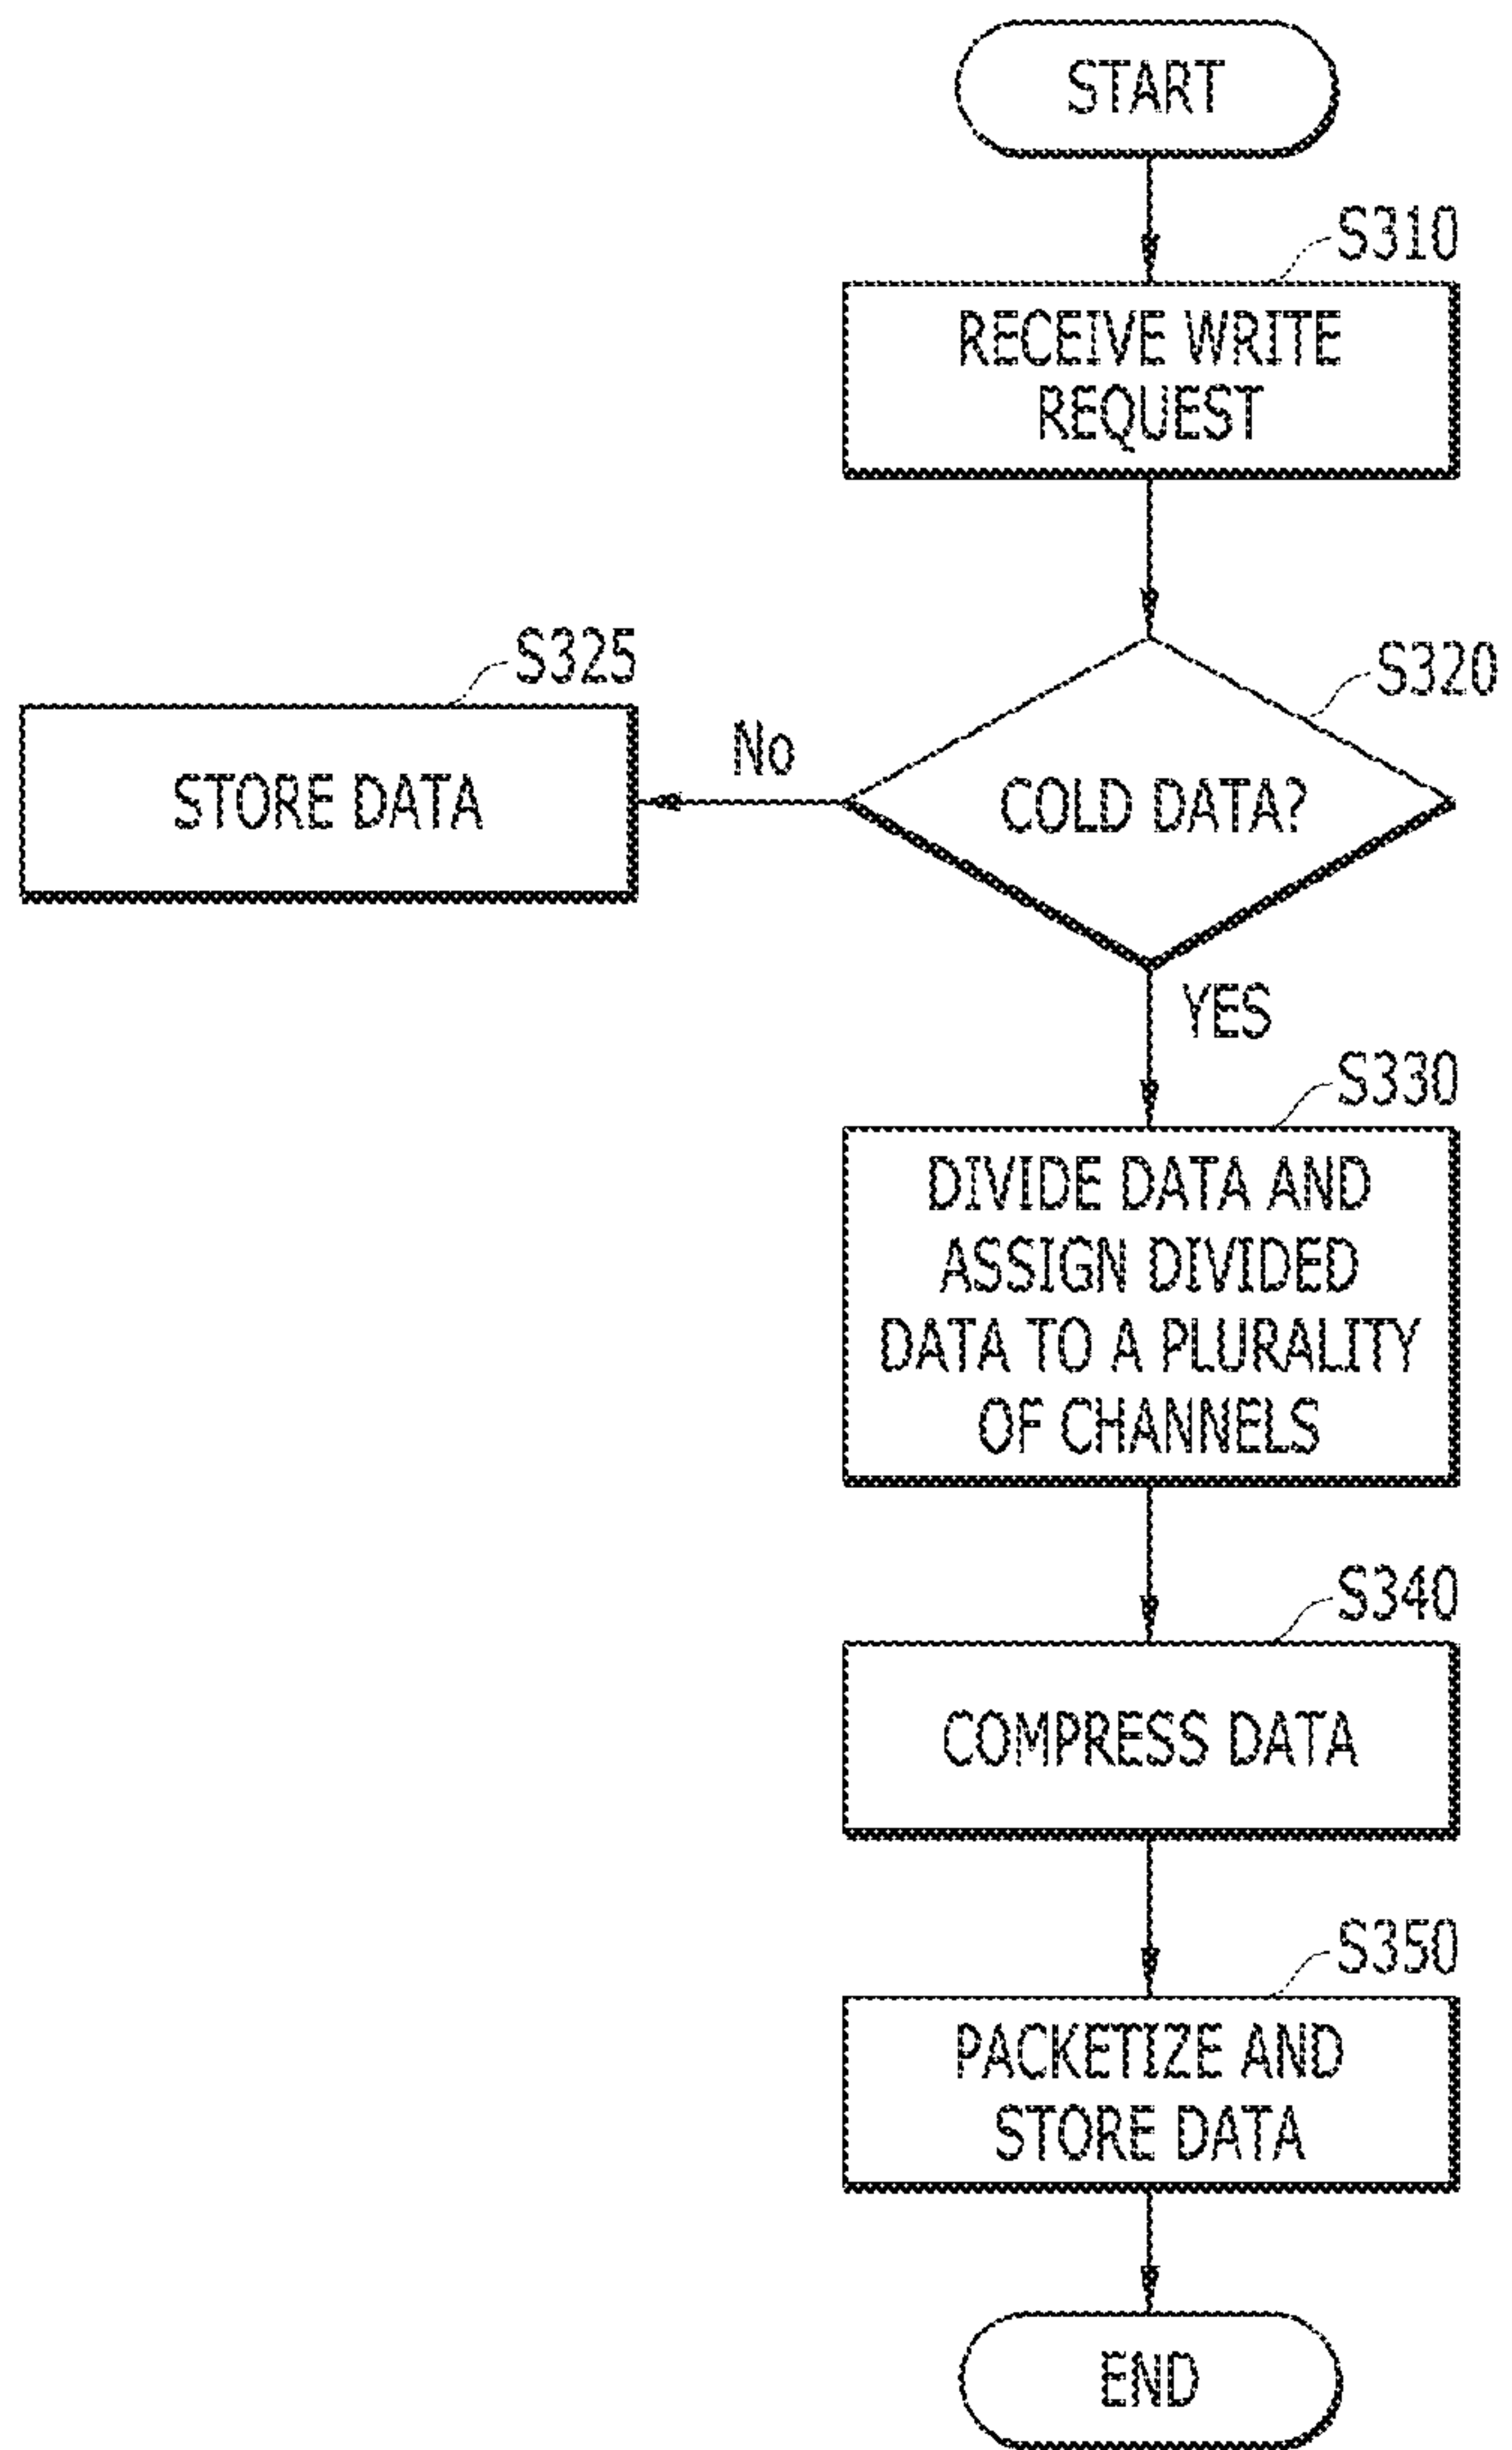 START
S310
RECEIVE WRITE
REQUEST
S325
S320
STORE DATA
No
COLD DATA?
YES
S330
DIVIDE DATA AND
ASSIGN DIVIDED
DATA TO A PLURALITY
OF CHANNELS
S340
COMPRESS DATA
S350
PACKETIZE AND
STORE DATA
END